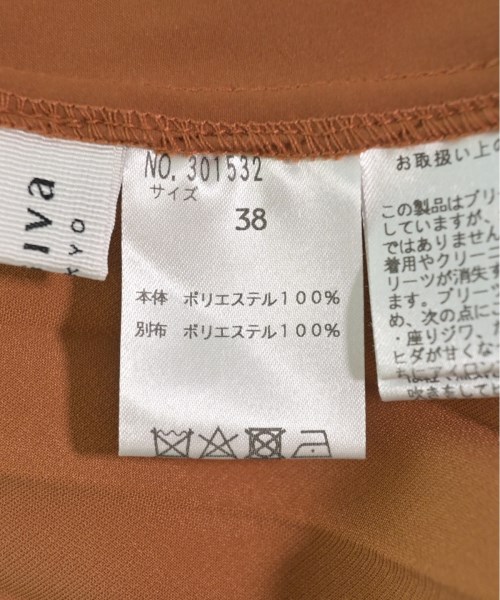 iva
KYO
NO. 301532
サイズ
38
本体 ポリエステル100%
別布 ポリエステル100%
お取扱い上の
この製品はプリー
していますが、
ではありません
着用やクリーニ
リーツが消失す
ます。プリー
め、次の点に
・座りジワ、
ヒダが甘くな